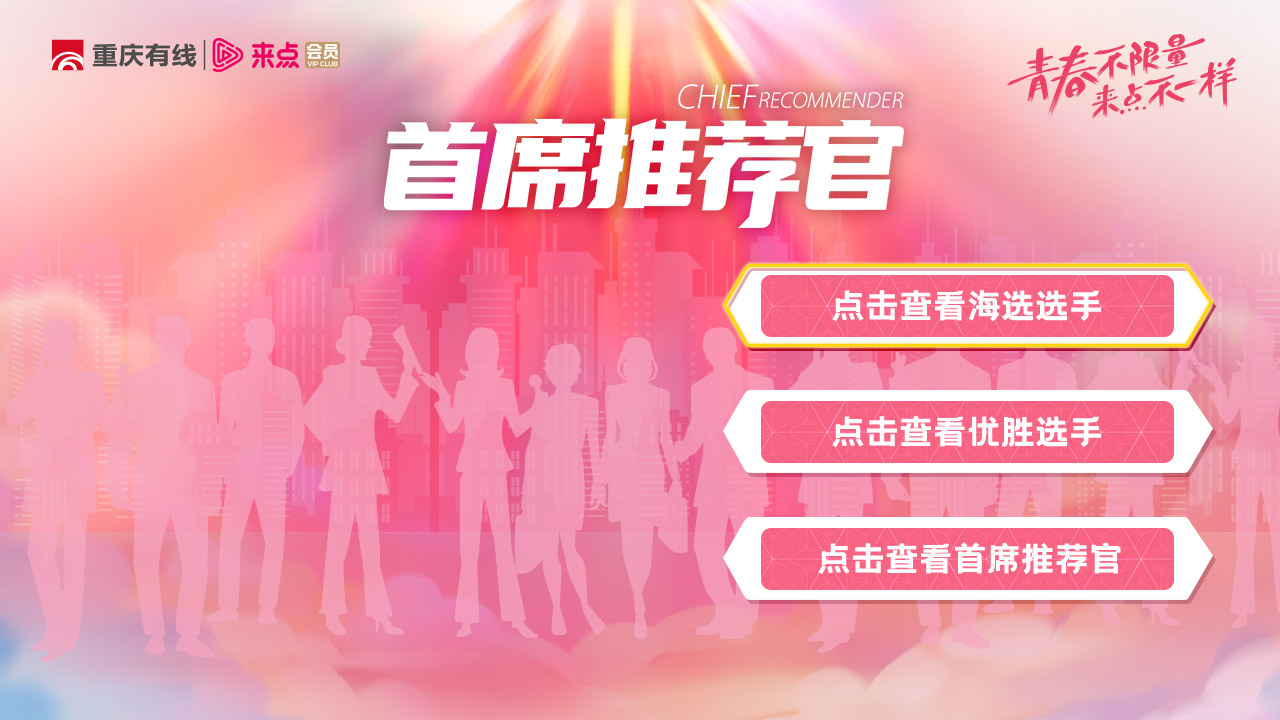 重庆有线 来点 会员
VIP CLUB
青春不限量
来点不一样
CHIEF RECOMMENDER
首席推荐官
点击查看海选选手
点击查看优胜选手
点击查看首席推荐官